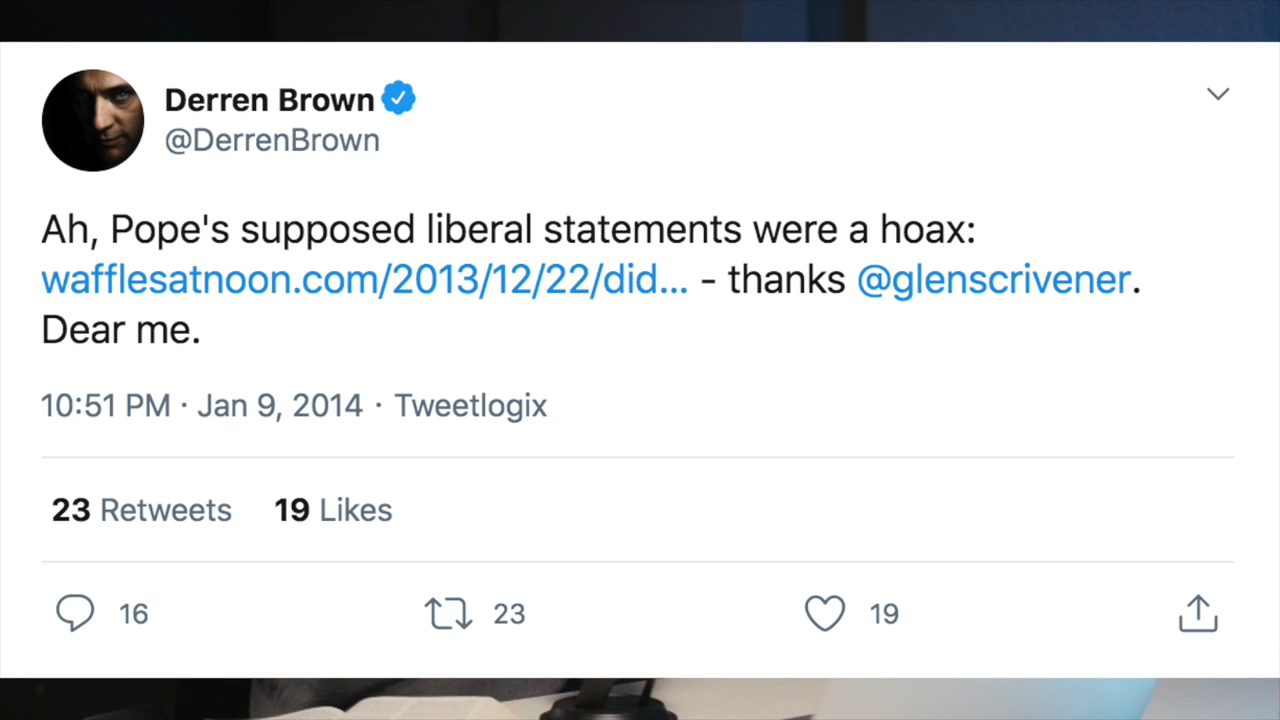 Derren Brown
@DerrenBrown
Ah, Pope's supposed liberal statements were a hoax:
wafflesatnoon.com/2013/12/22/did... - thanks @glenscrivener.
Dear me.
10:51 PM · Jan 9, 2014 · Tweetlogix
23 Retweets 19 Likes
16 23 19